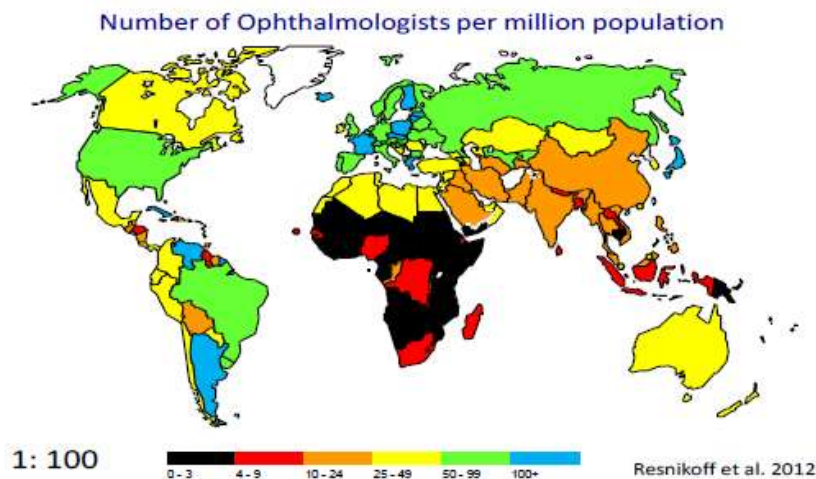 Number of Ophthalmologists per million population
1: 100
0 - 3 4 - 9 10 - 24 25 - 49 50 - 99 100+
Resnikoff et al. 2012